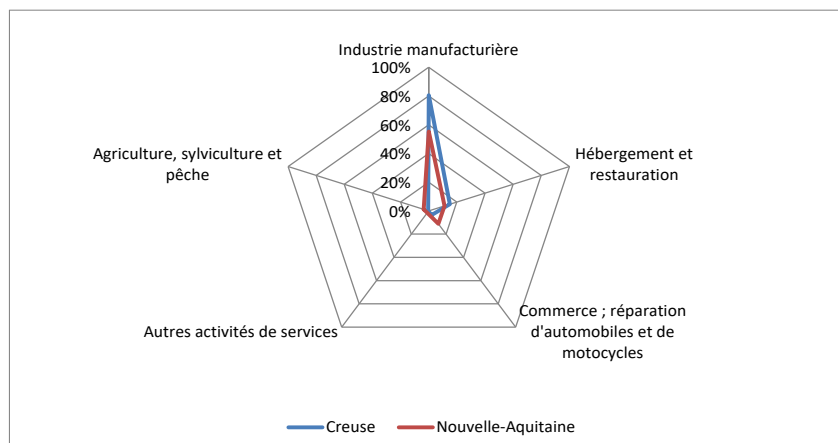 Industrie manufacturière
100%
80%
60%
40%
20%
0%
Hébergement et
restauration
Commerce ; réparation
d'automobiles et de
motocycles
Autres activités de services
Agriculture, sylviculture et
pêche
Creuse
Nouvelle-Aquitaine